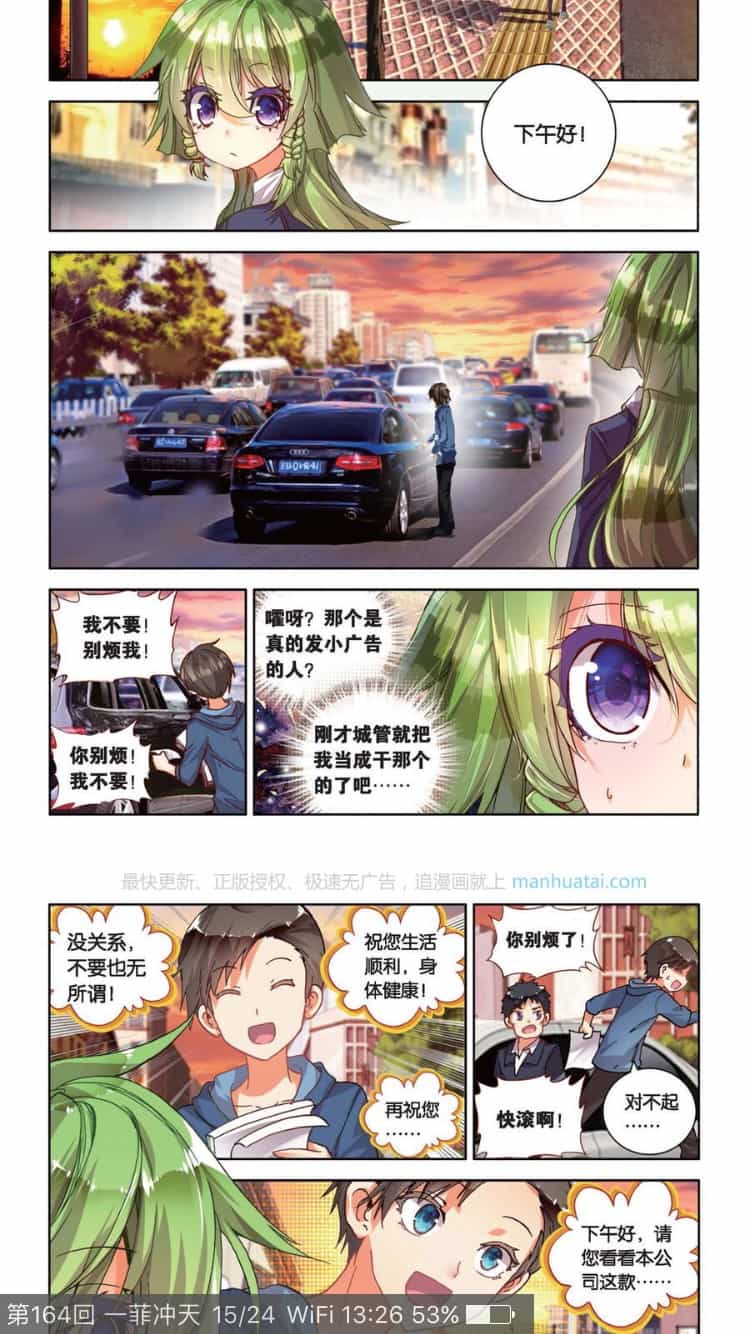 下午好！
我不要！
别烦我！
你别烦！
我不要！
嚯呀？那个是
真的发小广告
的人？
刚才城管就把
我当成干那个
的了吧……
最快更新、正版授权、极速无广告，追漫画就上 manhuatai.com
没关系，
不要也无
所谓！
祝您生活
顺利，身
体健康！
再祝您
……
你别烦了！
快滚啊！
对不起
……
下午好，请
您看看本公
司这款……
第164回 一菲冲天 15/24 WiFi 13:26 53%